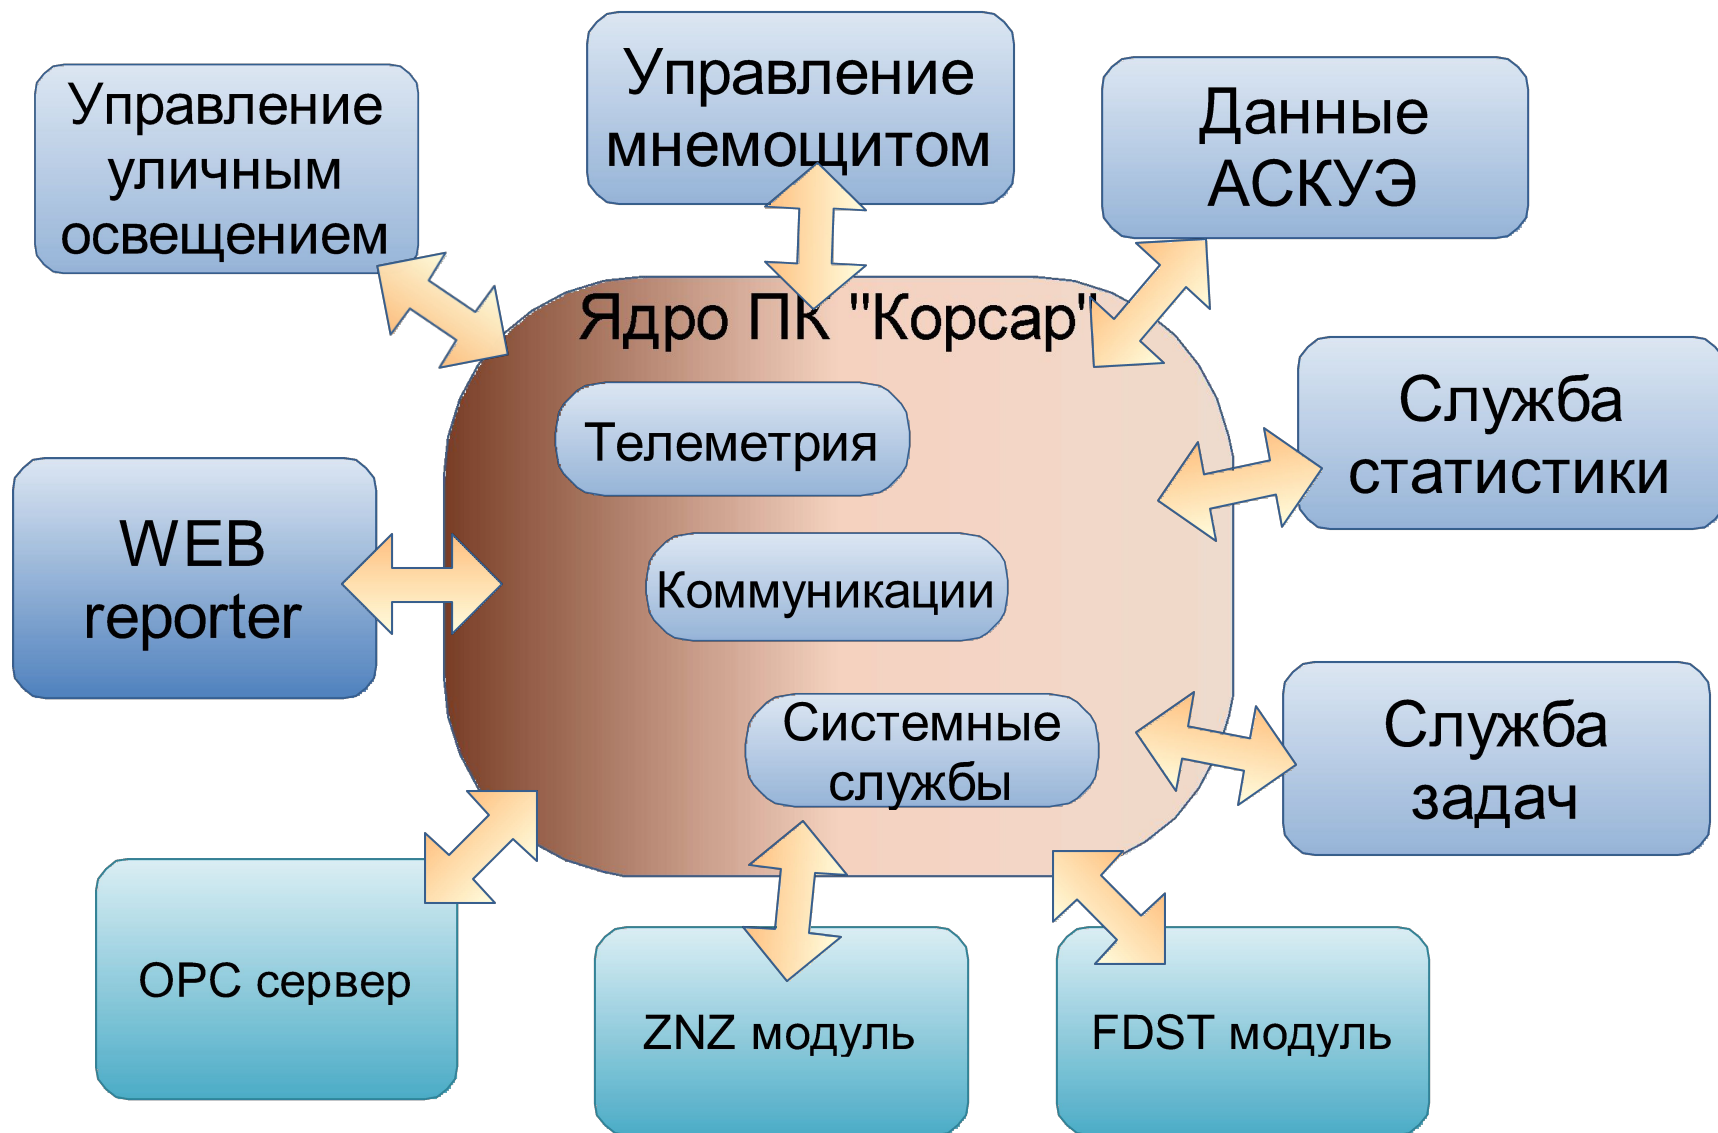 Управление
мнемощитом
Управление
уличным
освещением
Данные
АСКУЭ
Ядро ПК "Корсар"
Служба
статистики
Телеметрия
WEB
reporter
Коммуникации
Системные
службы
Служба
задач
OPC сервер
ZNZ модуль
FDST модуль